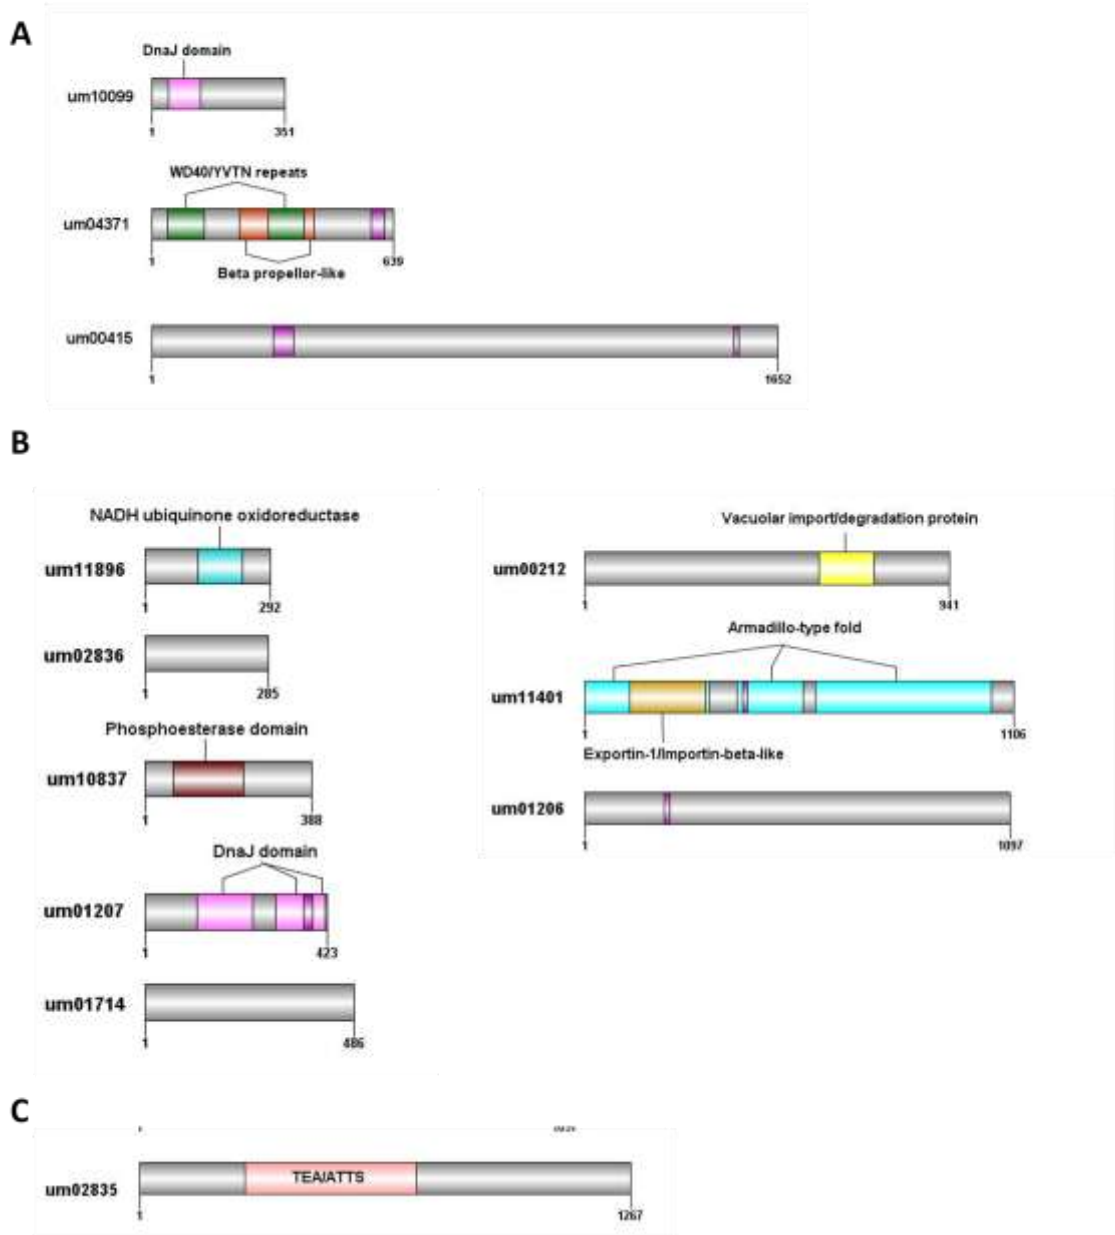 A
DnaJ domain
um10099
1 351
WD40/YVTN repeats
um04371
1 639
Beta propellor-like
um00415
1 1652
B
NADH ubiquinone oxidoreductase
um11896
1 292
um02836
1 285
Phosphoesterase domain
um10837
1 388
DnaJ domain
um01207
1 423
um01714
1 486
Vacuolar import/degradation protein
um00212
1 941
Armadillo-type fold
um11401
1 1106
Exportin-1/Importin-beta-like
um01206
1 1097
C
um02835
TEA/ATTS
1 1267